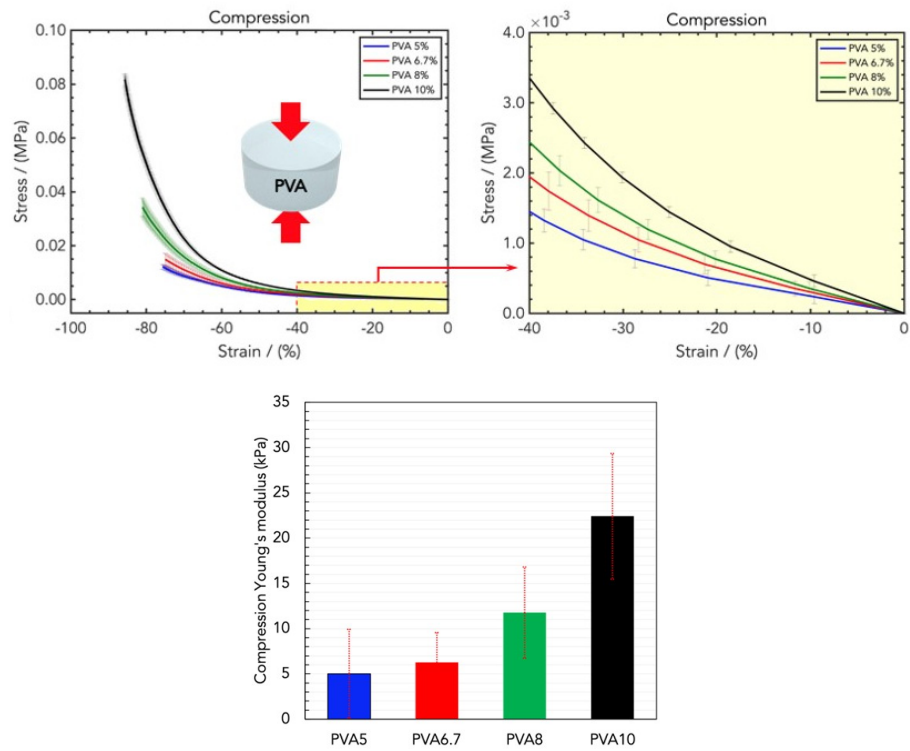 Compression
0.10
0.08
0.06
0.04
0.02
0.00
Stress / (MPa)
-100 -80 -60 -40 -20 0
Strain / (%)
PVA 5%
PVA 6.7%
PVA 8%
PVA 10%
PVA
Compression
×10⁻³
4.0
3.0
2.0
1.0
0.0
Stress / (MPa)
-40 -30 -20 -10 0
Strain / (%)
PVA 5%
PVA 6.7%
PVA 8%
PVA 10%
35
30
25
20
15
10
5
0
Compression Young's modulus (kPa)
PVA5 PVA6.7 PVA8 PVA10